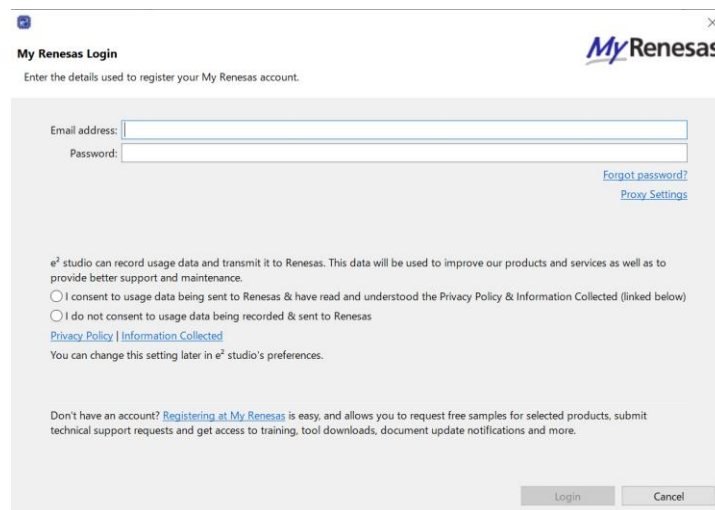 My Renesas Login
MyRenesas
Enter the details used to register your My Renesas account.
Email address:
Password:
Forgot password?
Proxy Settings
e² studio can record usage data and transmit it to Renesas. This data will be used to improve our products and services as well as to
provide better support and maintenance.
I consent to usage data being sent to Renesas & have read and understood the Privacy Policy & Information Collected (linked below)
I do not consent to usage data being recorded & sent to Renesas
Privacy Policy | Information Collected
You can change this setting later in e² studio's preferences.
Don't have an account? Registering at My Renesas is easy, and allows you to request free samples for selected products, submit
technical support requests and get access to training, tool downloads, document update notifications and more.
Login
Cancel